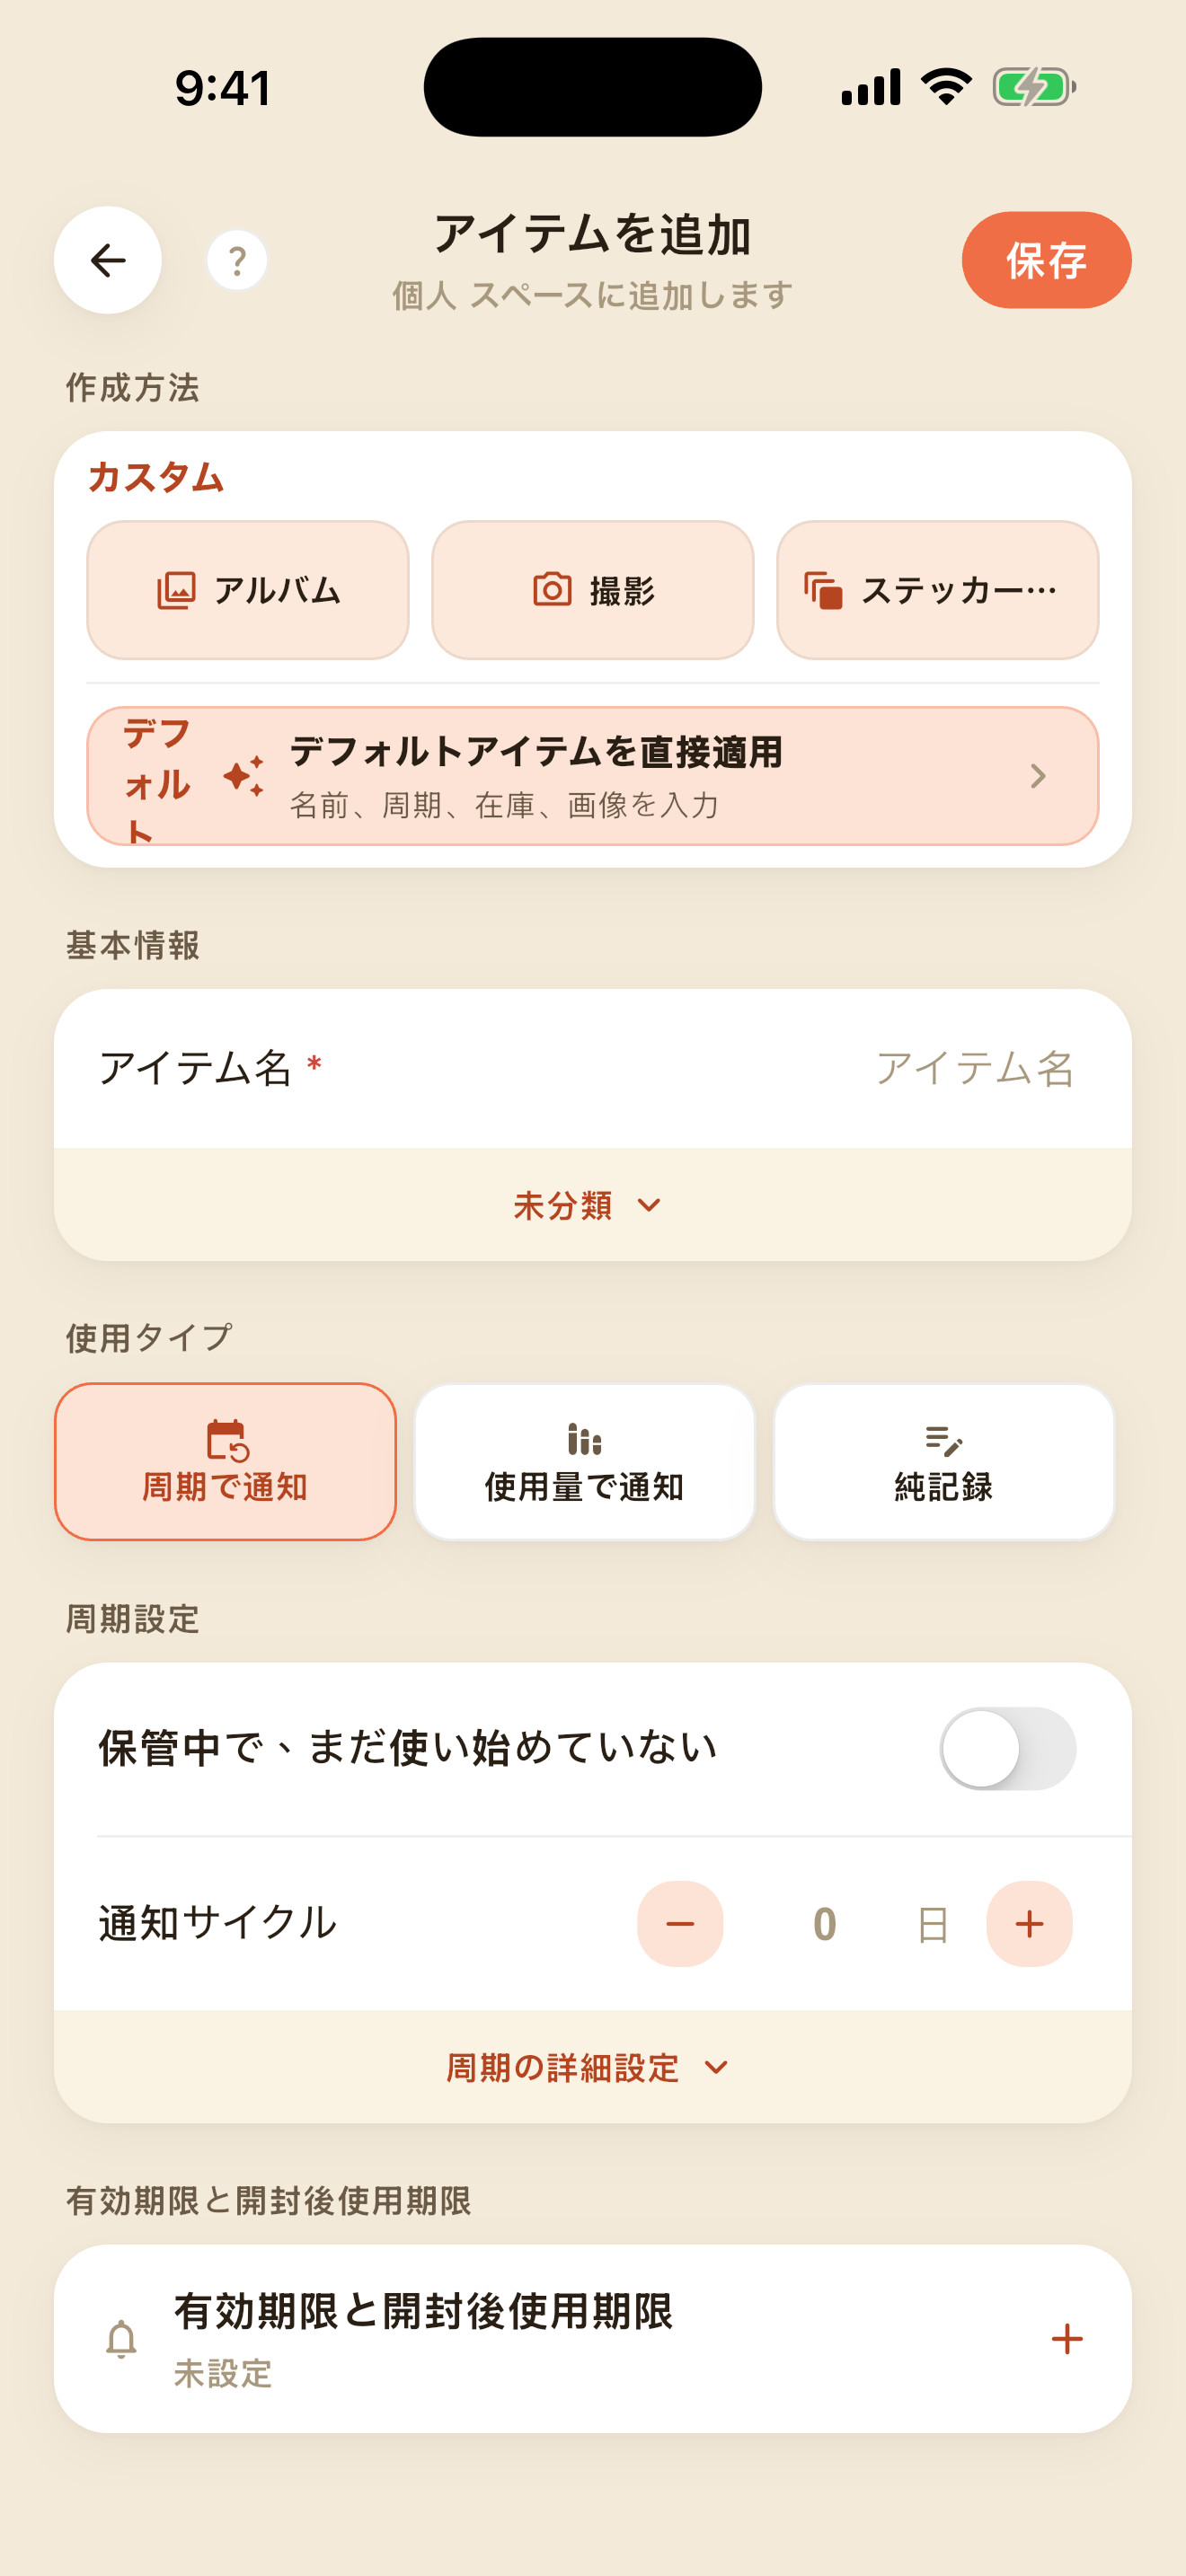 9:41
?
アイテムを追加
個人 スペースに追加します
保存
作成方法
カスタム
アルバム
撮影
ステッカー…
デフ
ォル
ト
デフォルトアイテムを直接適用
名前、周期、在庫、画像を入力
基本情報
アイテム名 *
アイテム名
未分類
使用タイプ
周期で通知
使用量で通知
純記録
周期設定
保管中で、まだ使い始めていない
通知サイクル
0
日
周期の詳細設定
有効期限と開封後使用期限
有効期限と開封後使用期限
未設定